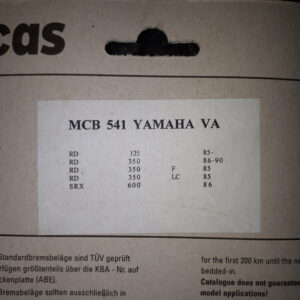 cas
MCB 541 YAMAHA VA
RD 125 85-
RD 350 86-90
RD 350 F 85
RD 350 LC 85
SRX 600 86
Standardbremsbeläge sind TÜV geprüft
rfügen größtenteils über die KBA - Nr. auf
ckenplatte (ABE).
Bremsbeläge sollten ausschließlich in
for the first 200 km until the ne
bedded-in.
Catalogue does not guarante
model applications!